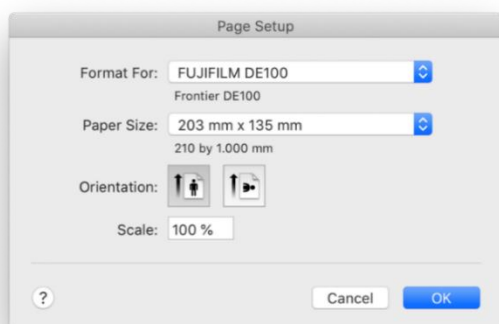 Page Setup
Format For: FUJIFILM DE100
Frontier DE100
Paper Size: 203 mm x 135 mm
210 by 1.000 mm
Orientation:
Scale: 100 %
? Cancel OK